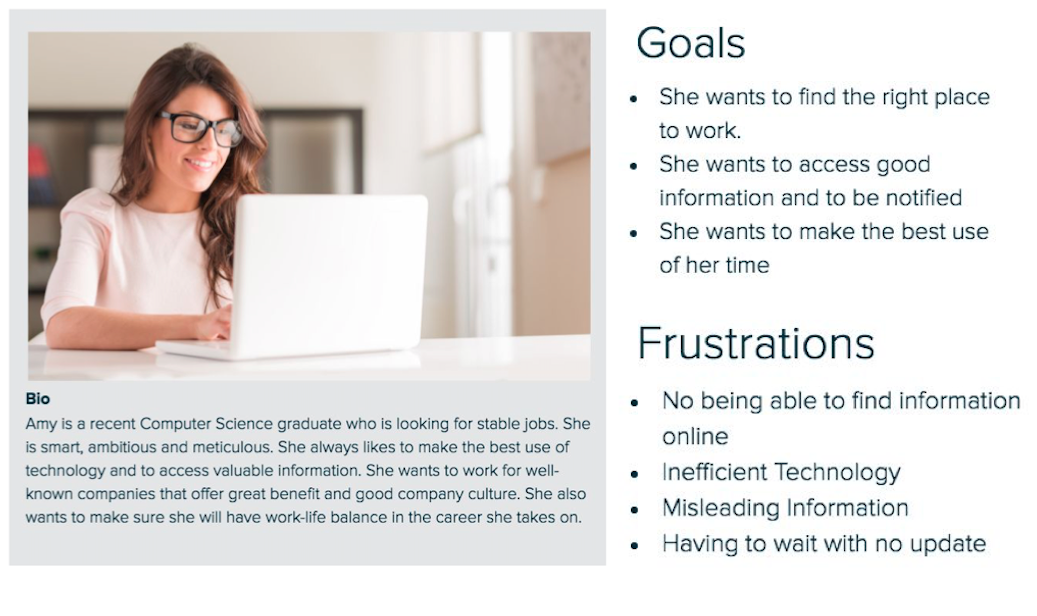 Goals
• She wants to find the right place
to work.
• She wants to access good
information and to be notified
• She wants to make the best use
of her time
Frustrations
• No being able to find information
online
• Inefficient Technology
• Misleading Information
• Having to wait with no update
Bio
Amy is a recent Computer Science graduate who is looking for stable jobs. She
is smart, ambitious and meticulous. She always likes to make the best use of
technology and to access valuable information. She wants to work for well-
known companies that offer great benefit and good company culture. She also
wants to make sure she will have work-life balance in the career she takes on.